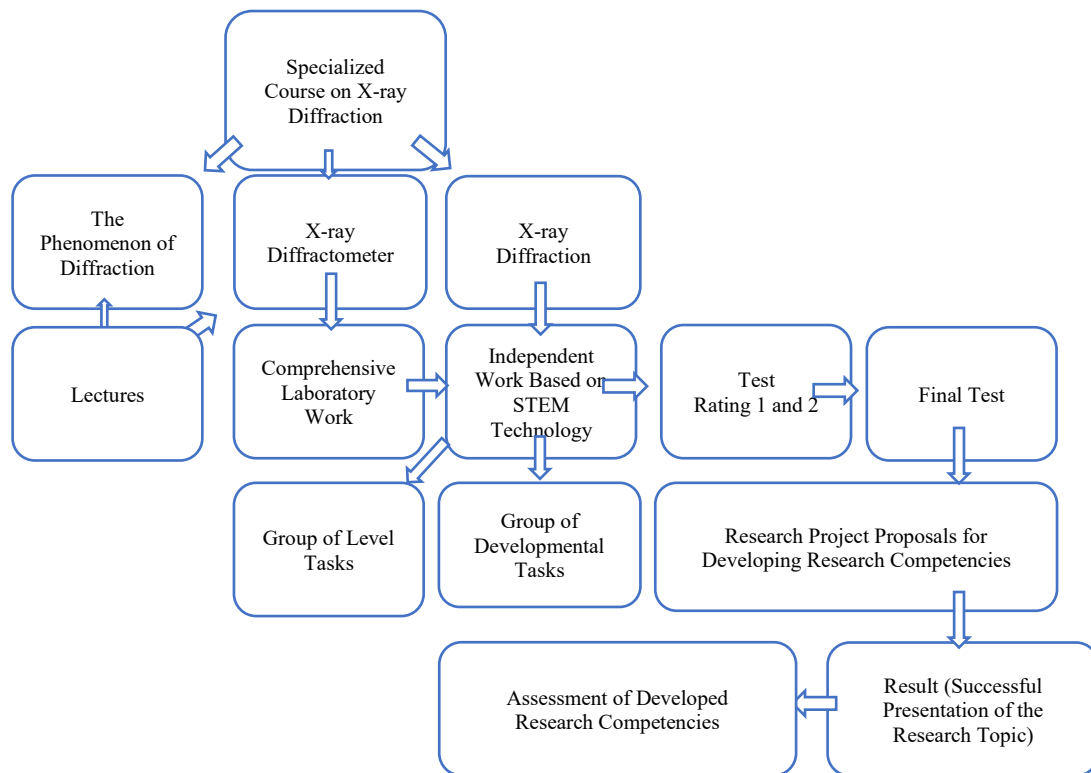 Specialized
Course on X-ray
Diffraction
The
Phenomenon of
Diffraction
X-ray
Diffractometer
X-ray
Diffraction
Lectures
Comprehensive
Laboratory
Work
Independent
Work Based on
STEM
Technology
Test
Rating 1 and 2
Final Test
Group of Level
Tasks
Group of
Developmental
Tasks
Research Project Proposals for
Developing Research Competencies
Assessment of Developed
Research Competencies
Result (Successful
Presentation of the
Research Topic)